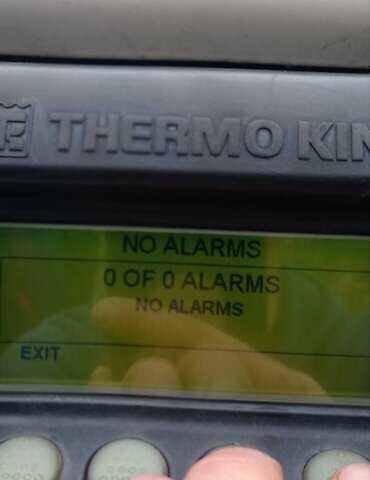 THERMO KIN
NO ALARMS
0 OF 0 ALARMS
NO ALARMS
EXIT